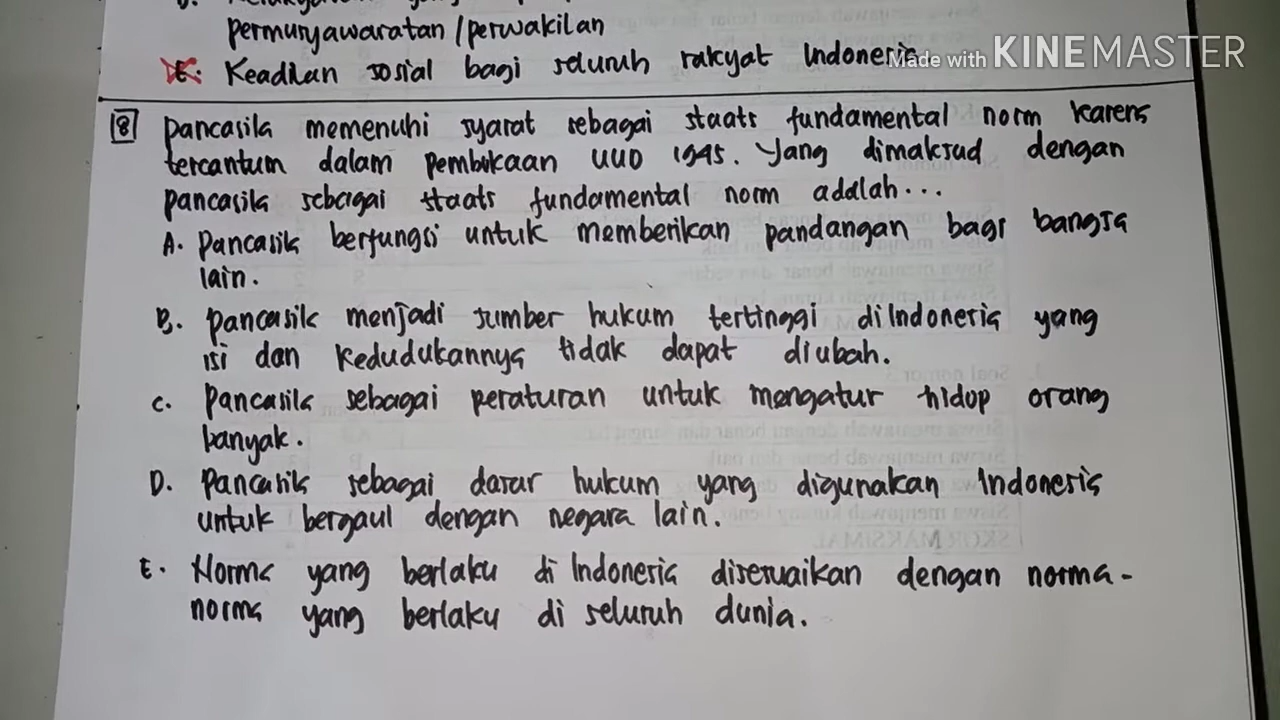 permusyawaratan / perwakilan
E. Keadilan sosial bagi seluruh rakyat Indonesia
Made with KINEMASTER
8 Pancasila memenuhi syarat sebagai staats fundamental norm karena
tercantum dalam Pembukaan UUD 1945. Yang dimaksud dengan
Pancasila sebagai staats fundamental norm adalah...
A. Pancasila berfungsi untuk memberikan pandangan bagi bangsa
lain.
B. Pancasila menjadi sumber hukum tertinggi diIndonesia yang
isi dan kedudukannya tidak dapat diubah.
C. Pancasila sebagai peraturan untuk mengatur hidup orang
banyak.
D. Pancasila sebagai dasar hukum yang digunakan Indonesia
untuk bergaul dengan negara lain.
E. Norma yang berlaku di Indonesia disesuaikan dengan norma-
norma yang berlaku di seluruh dunia.